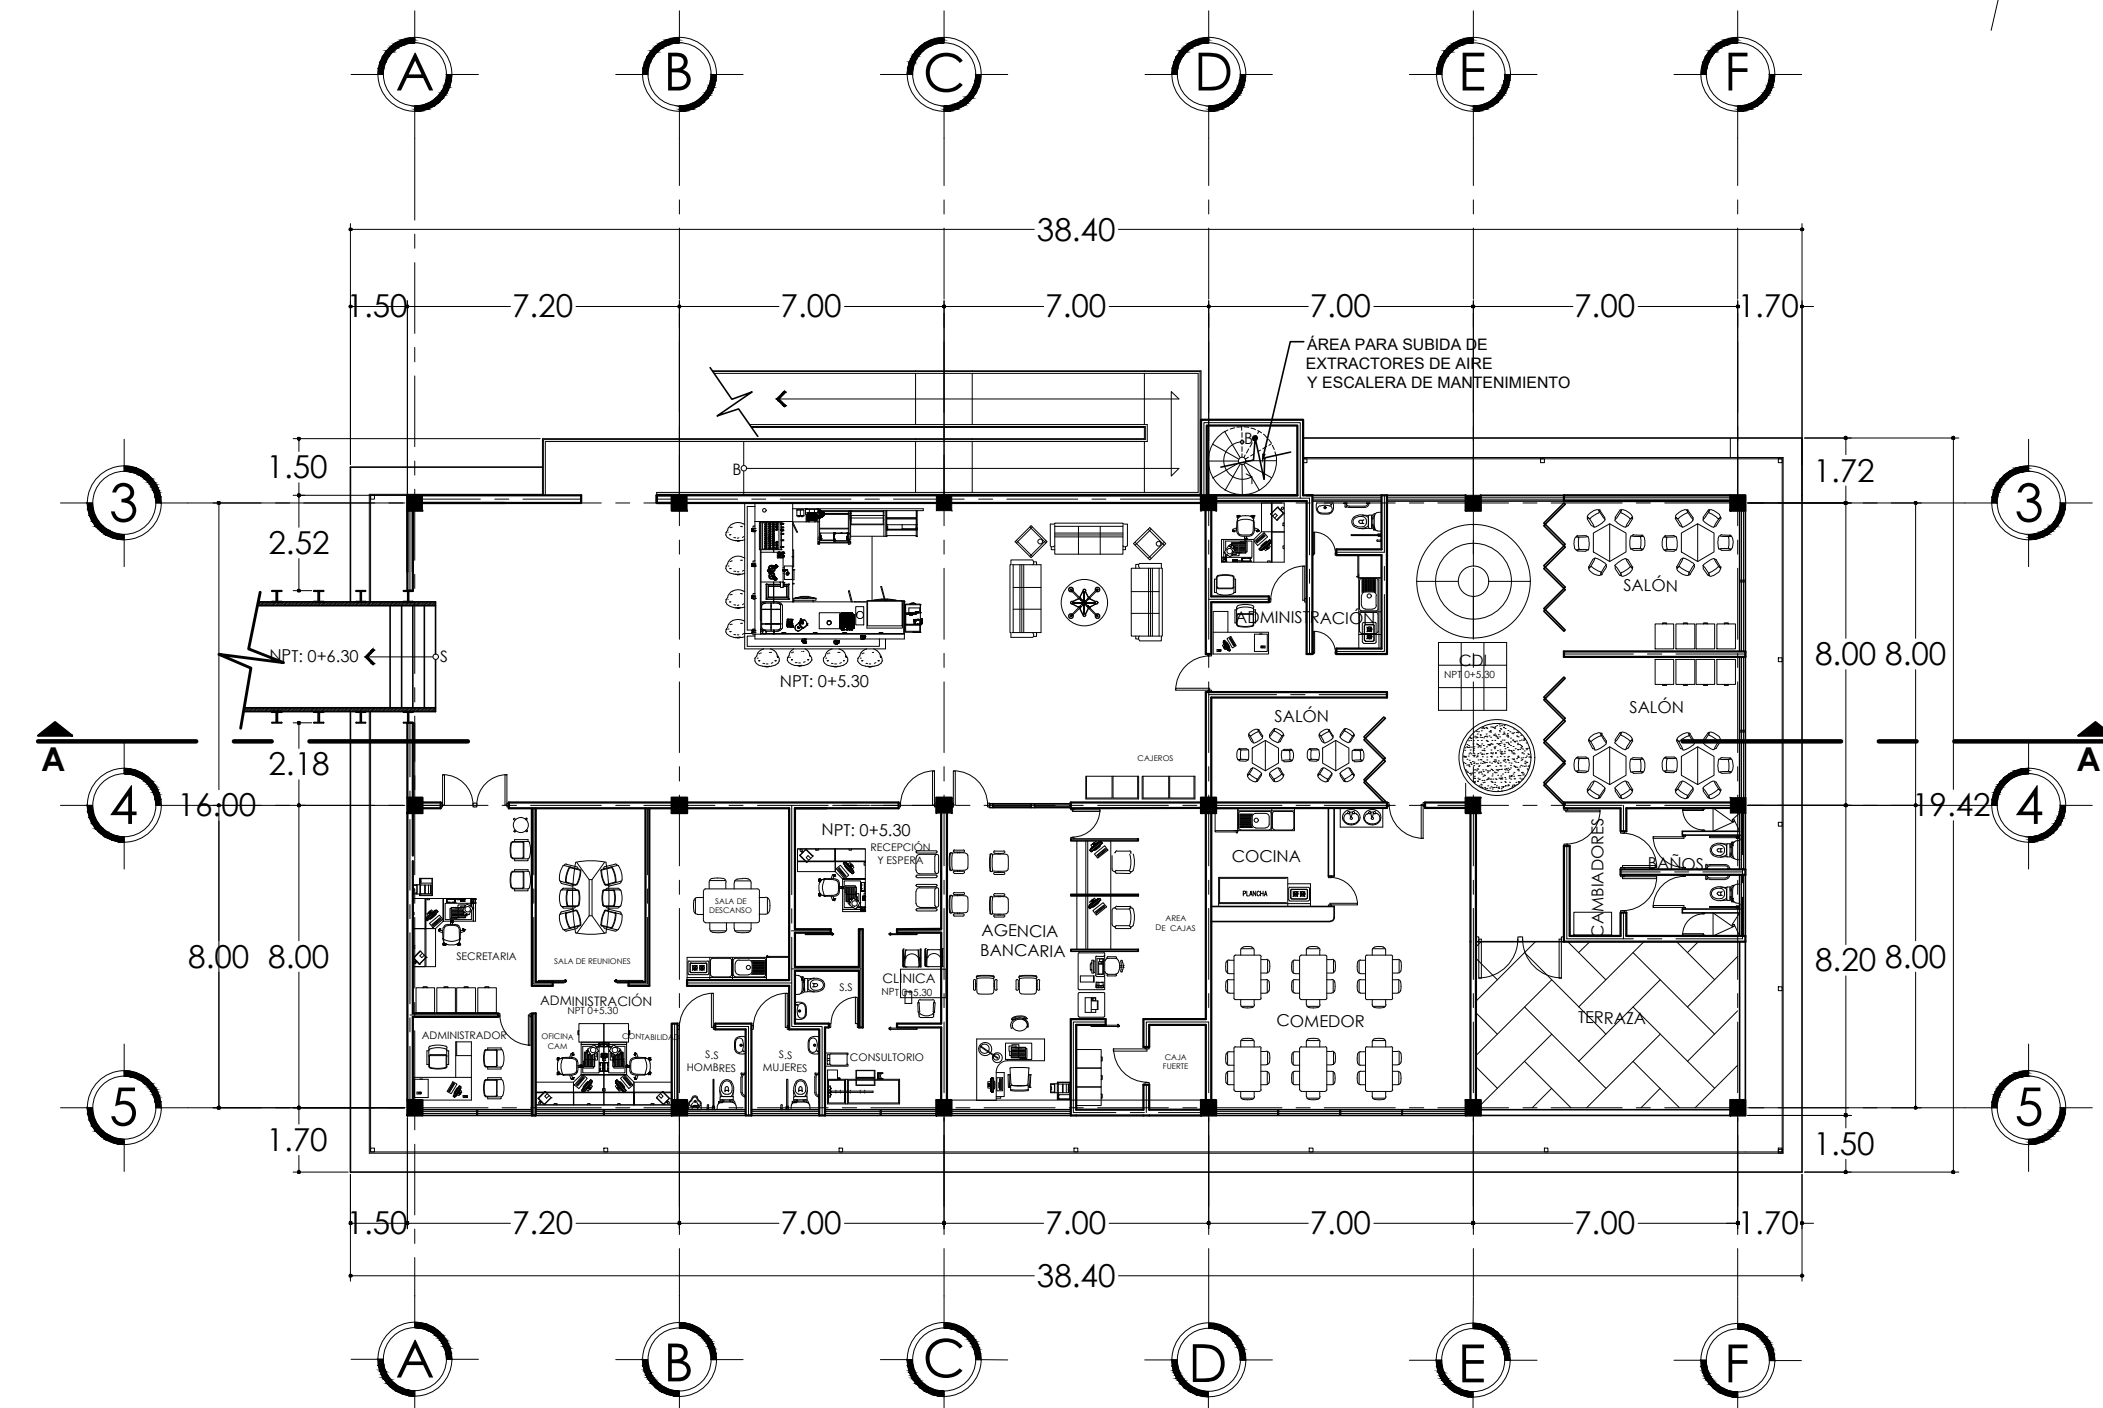 A B C D E F
38.40
1.50 7.20 7.00 7.00 7.00 7.00 1.70
ÁREA PARA SUBIDA DE
EXTRACTORES DE AIRE
Y ESCALERA DE MANTENIMIENTO
B
B
1.50
1.72
3
3
2.52
SALÓN
ADMINISTRACIÓN
NPT: 0+6.30
S
8.00 8.00
CDI
NPT 0+5.30
NPT: 0+5.30
SALÓN
SALÓN
A
A
2.18
CAJEROS
4
16.00
19.42
4
NPT: 0+5.30
RECEPCIÓN
Y ESPERA
COCINA
PLANCHA
CAMBIADORES
BAÑOS
SALA DE
DESCANSO
AREA
DE CAJAS
AGENCIA
BANCARIA
8.00 8.00
SECRETARIA
SALA DE REUNIONES
8.20 8.00
CLÍNICA
NPT 0+5.30
S.S
ADMINISTRACIÓN
NPT 0+5.30
COMEDOR
TERRAZA
ADMINISTRADOR
OFICINA
CAM
CONTABILIDAD
S.S
HOMBRES
S.S
MUJERES
CONSULTORIO
CAJA
FUERTE
5
5
1.70
1.50
1.50 7.20 7.00 7.00 7.00 7.00 1.70
38.40
A B C D E F